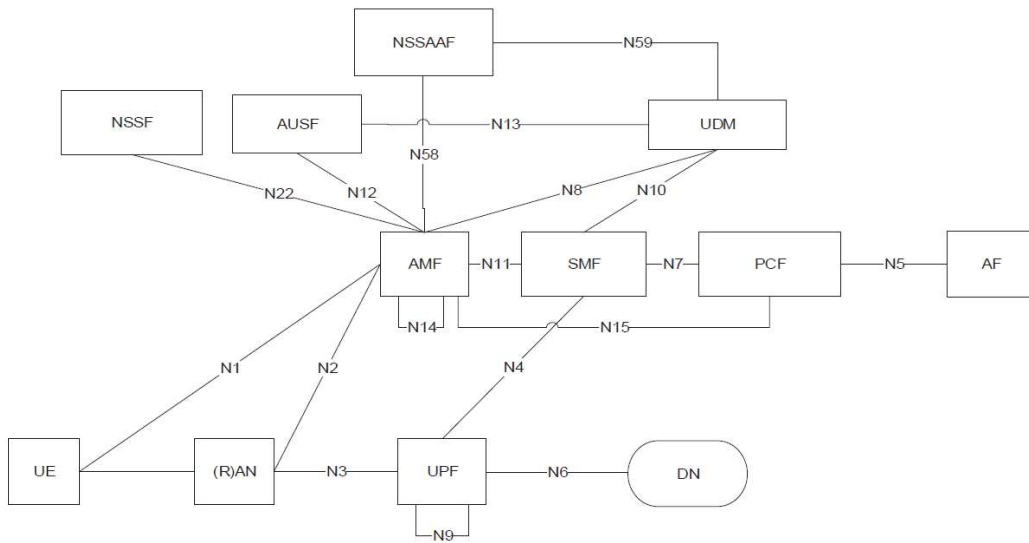 NSSAAF
N59
NSSF
AUSF
N13
UDM
N58
N22
N12
N8
N10
AMF
N11
SMF
N7
PCF
N5
AF
N14
N15
N1
N2
N4
UE
(R)AN
N3
UPF
N6
DN
N9